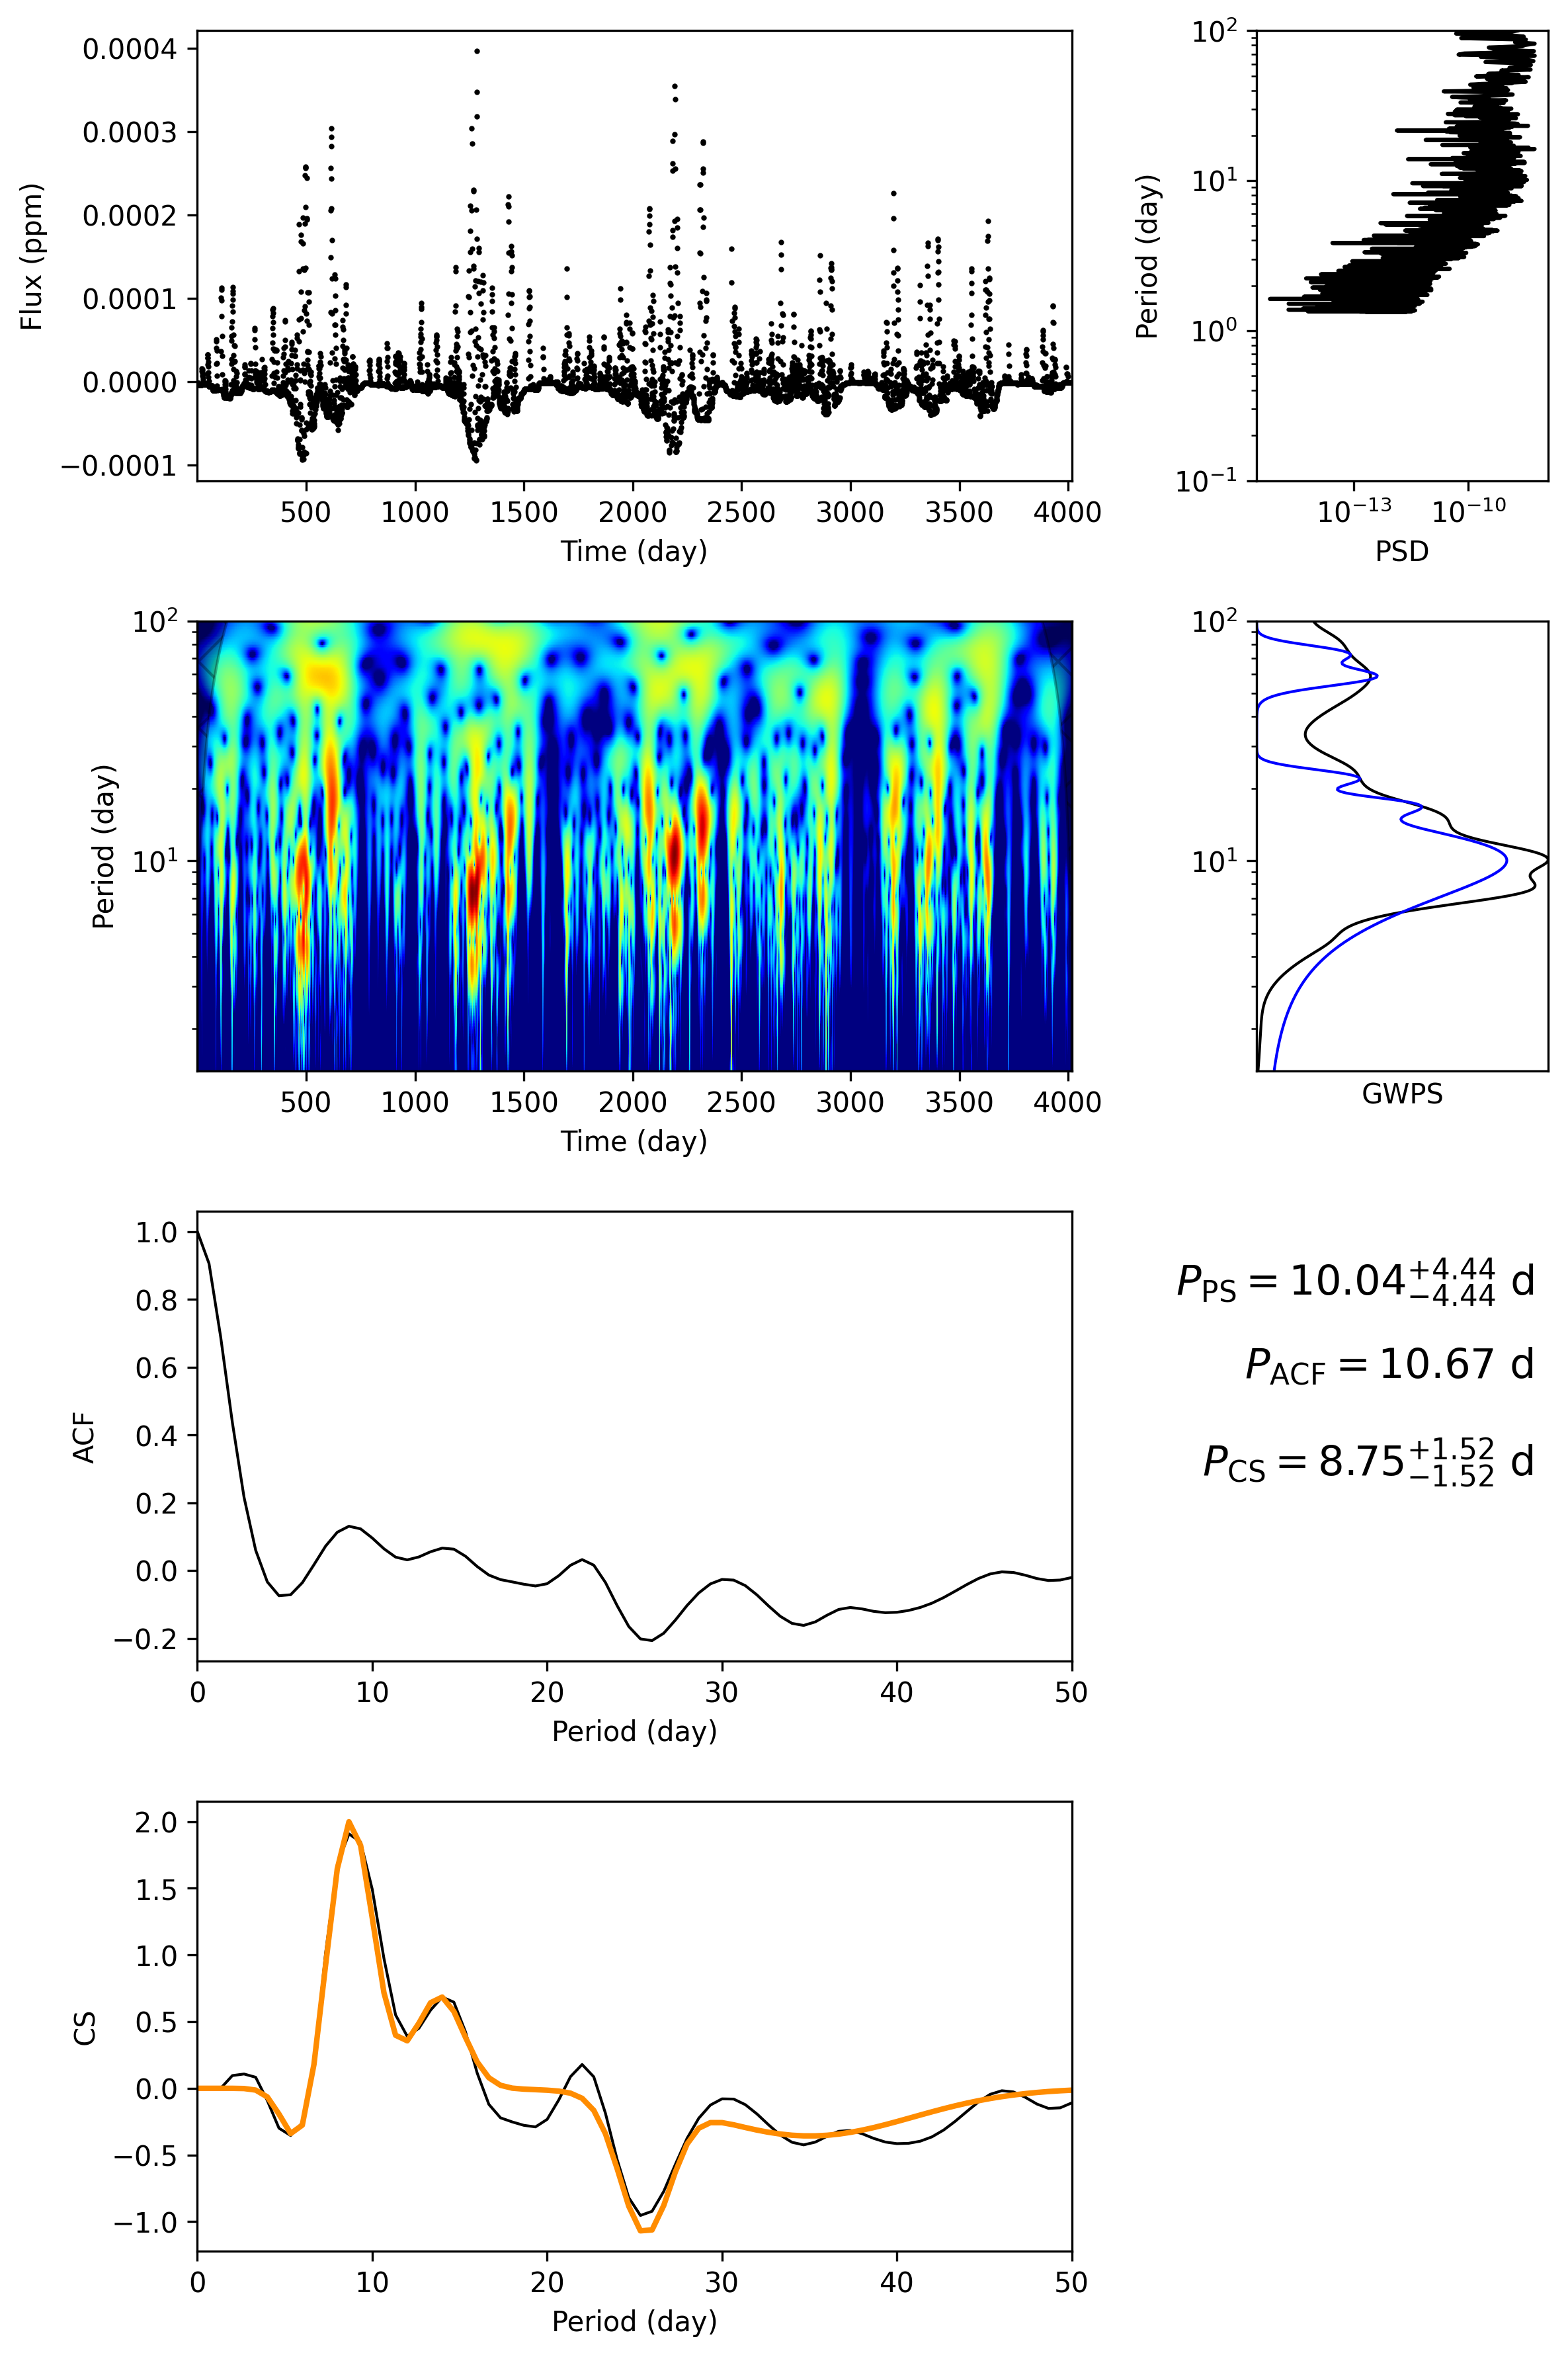 0.0004
0.0003
0.0002
0.0001
0.0000
−0.0001
Flux (ppm)
500 1000 1500 2000 2500 3000 3500 4000
Time (day)
10²
10¹
10⁰
10⁻¹
Period (day)
10⁻¹³ 10⁻¹⁰
PSD
10²
10¹
Period (day)
500 1000 1500 2000 2500 3000 3500 4000
Time (day)
10²
10¹
GWPS
1.0
0.8
0.6
0.4
0.2
0.0
−0.2
ACF
0 10 20 30 40 50
Period (day)
P_PS = 10.04^{+4.44}_{−4.44} d
P_ACF = 10.67 d
P_CS = 8.75^{+1.52}_{−1.52} d
2.0
1.5
1.0
0.5
0.0
−0.5
−1.0
CS
0 10 20 30 40 50
Period (day)